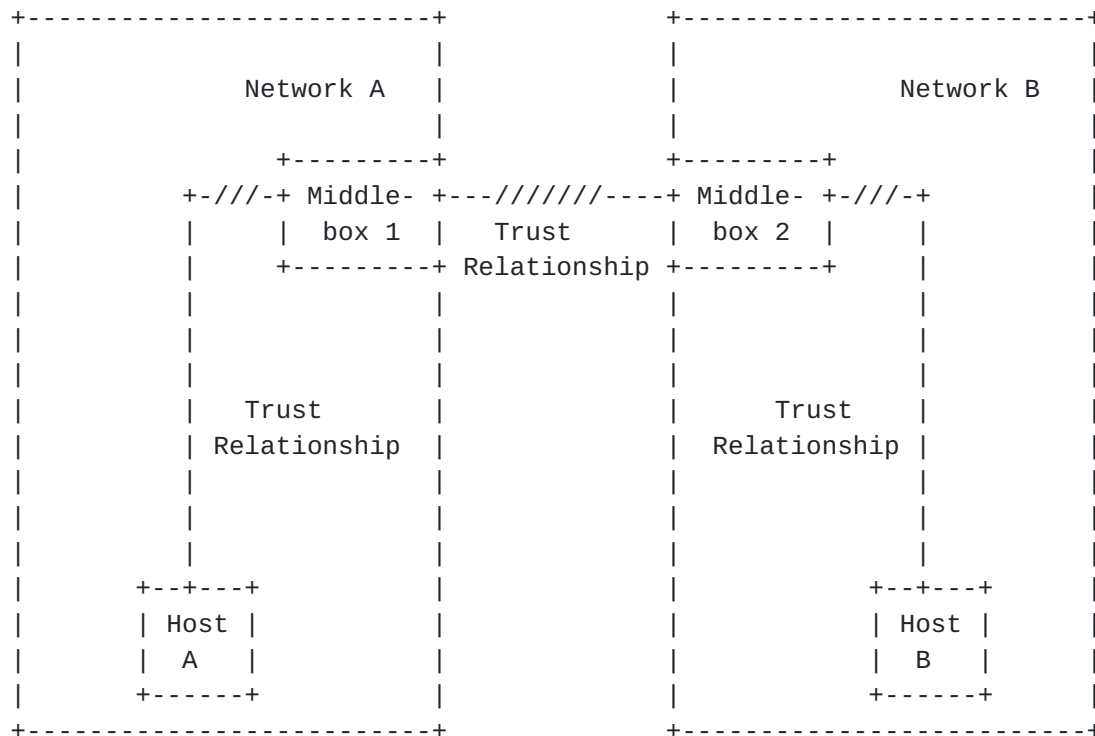 +--------------------------+              +--------------------------+
|                          |              |                          |
|              Network A   |              |              Network B   |
|                          |              |                          |
|                +---------+              +---------+                |
|          +-///-+ Middle- +---///////----+ Middle- +-///-+          |
|          |     |  box 1  |   Trust      |  box 2  |     |          |
|          |     +---------+ Relationship +---------+     |          |
|          |               |              |               |          |
|          |               |              |               |          |
|          |               |              |               |          |
|          |   Trust       |              |      Trust    |          |
|          | Relationship  |              |  Relationship |          |
|          |               |              |               |          |
|          |               |              |               |          |
|          |               |              |               |          |
|       +--+---+           |              |            +--+---+      |
|       | Host |           |              |            | Host |      |
|       |  A   |           |              |            |  B   |      |
|       +------+           |              |            +------+      |
+--------------------------+              +--------------------------+